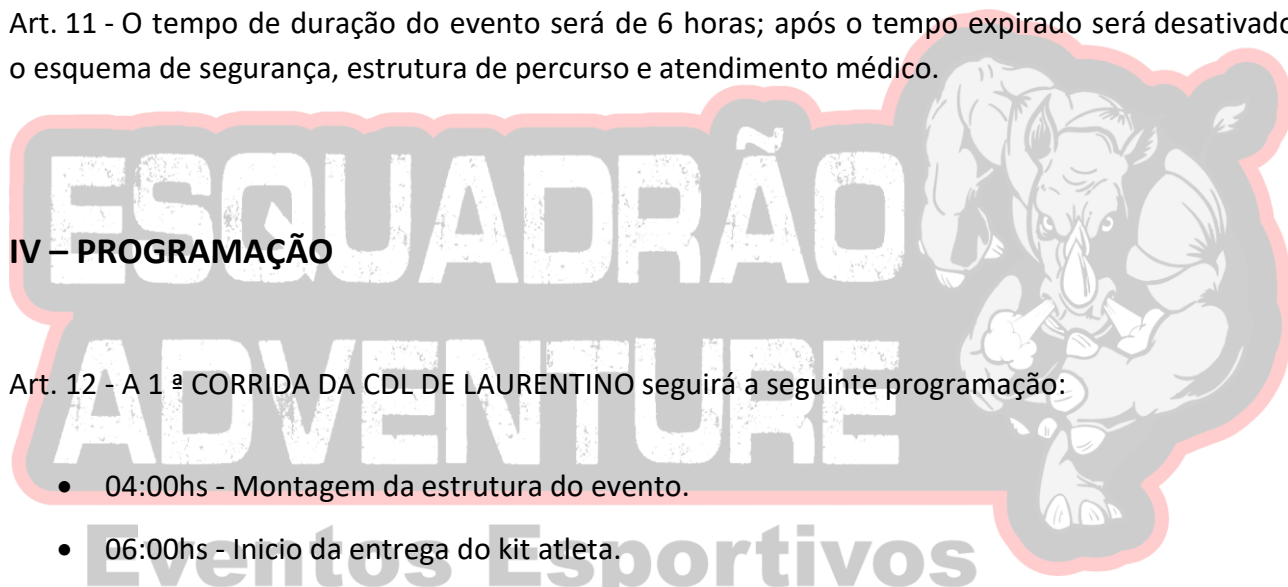 Art. 11 - O tempo de duração do evento será de 6 horas; após o tempo expirado será desativado
o esquema de segurança, estrutura de percurso e atendimento médico.
ESQUADRÃO
IV – PROGRAMAÇÃO
ADVENTURE
Art. 12 - A 1 ª CORRIDA DA CDL DE LAURENTINO seguirá a seguinte programação:
• 04:00hs - Montagem da estrutura do evento.
• 06:00hs - Inicio da entrega do kit atleta.
Eventos Esportivos